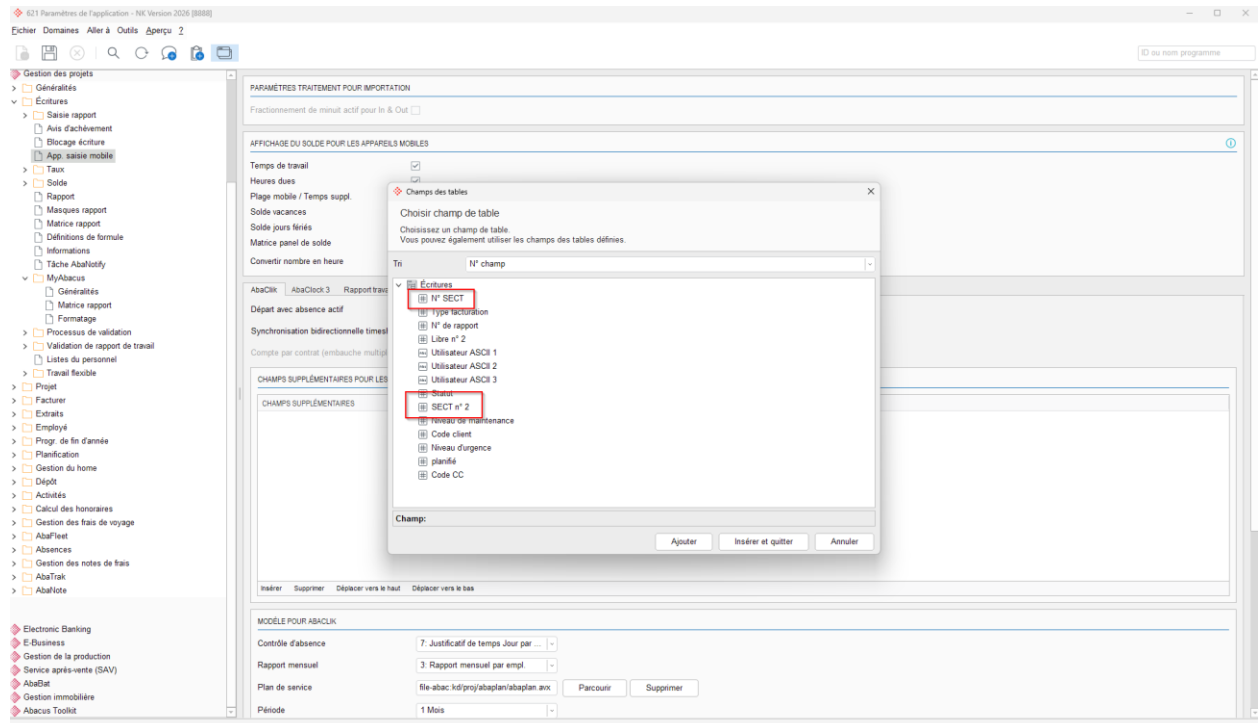 621 Paramètres de l'application - NK Version 2026 [8888]
Fichier Domaines Aller à Outils Aperçu ?
ID ou nom programme
Gestion des projets
Généralités
Écritures
Saisie rapport
Avis d'achèvement
Blocage écriture
App. saisie mobile
Taux
Solde
Rapport
Masques rapport
Matrice rapport
Définitions de formule
Informations
Tâche AbaNotify
MyAbacus
Généralités
Matrice rapport
Formatage
Processus de validation
Validation de rapport de travail
Listes du personnel
Travail flexible
Projet
Facturer
Extraits
Employé
Progr. de fin d'année
Planification
Gestion du home
Dépôt
Activités
Calcul des honoraires
Gestion des frais de voyage
AbaFleet
Absences
Gestion des notes de frais
AbaTrak
AbaNote
Electronic Banking
E-Business
Gestion de la production
Service après-vente (SAV)
AbaBat
Gestion immobilière
Abacus Toolkit
PARAMÈTRES TRAITEMENT POUR IMPORTATION
Fractionnement de minuit actif pour In & Out
AFFICHAGE DU SOLDE POUR LES APPAREILS MOBILES
Temps de travail
Heures dues
Plage mobile / Temps suppl.
Solde vacances
Solde jours fériés
Matrice panel de solde
Convertir nombre en heure
AbaClik AbaClock 3 Rapport trava
Départ avec absence actif
Synchronisation bidirectionnelle timesl
Compte par contrat (embauche multipl
CHAMPS SUPPLÉMENTAIRES POUR LES
CHAMPS SUPPLÉMENTAIRES
Insérer Supprimer Déplacer vers le haut Déplacer vers le bas
MODÈLE POUR ABACLIK
Contrôle d'absence 7: Justificatif de temps Jour par ...
Rapport mensuel 3: Rapport mensuel par empl.
Plan de service file-abac:kd/proj/abaplan/abaplan.avx Parcourir Supprimer
Période 1 Mois
Champs des tables
Choisir champ de table
Choisissez un champ de table.
Vous pouvez également utiliser les champs des tables définies.
Tri N° champ
Écritures
N° SECT
Type facturation
N° de rapport
Libre n° 2
Utilisateur ASCII 1
Utilisateur ASCII 2
Utilisateur ASCII 3
Statut
SECT n° 2
Niveau de maintenance
Code client
Niveau d'urgence
planifié
Code CC
Champ:
Ajouter Insérer et quitter Annuler